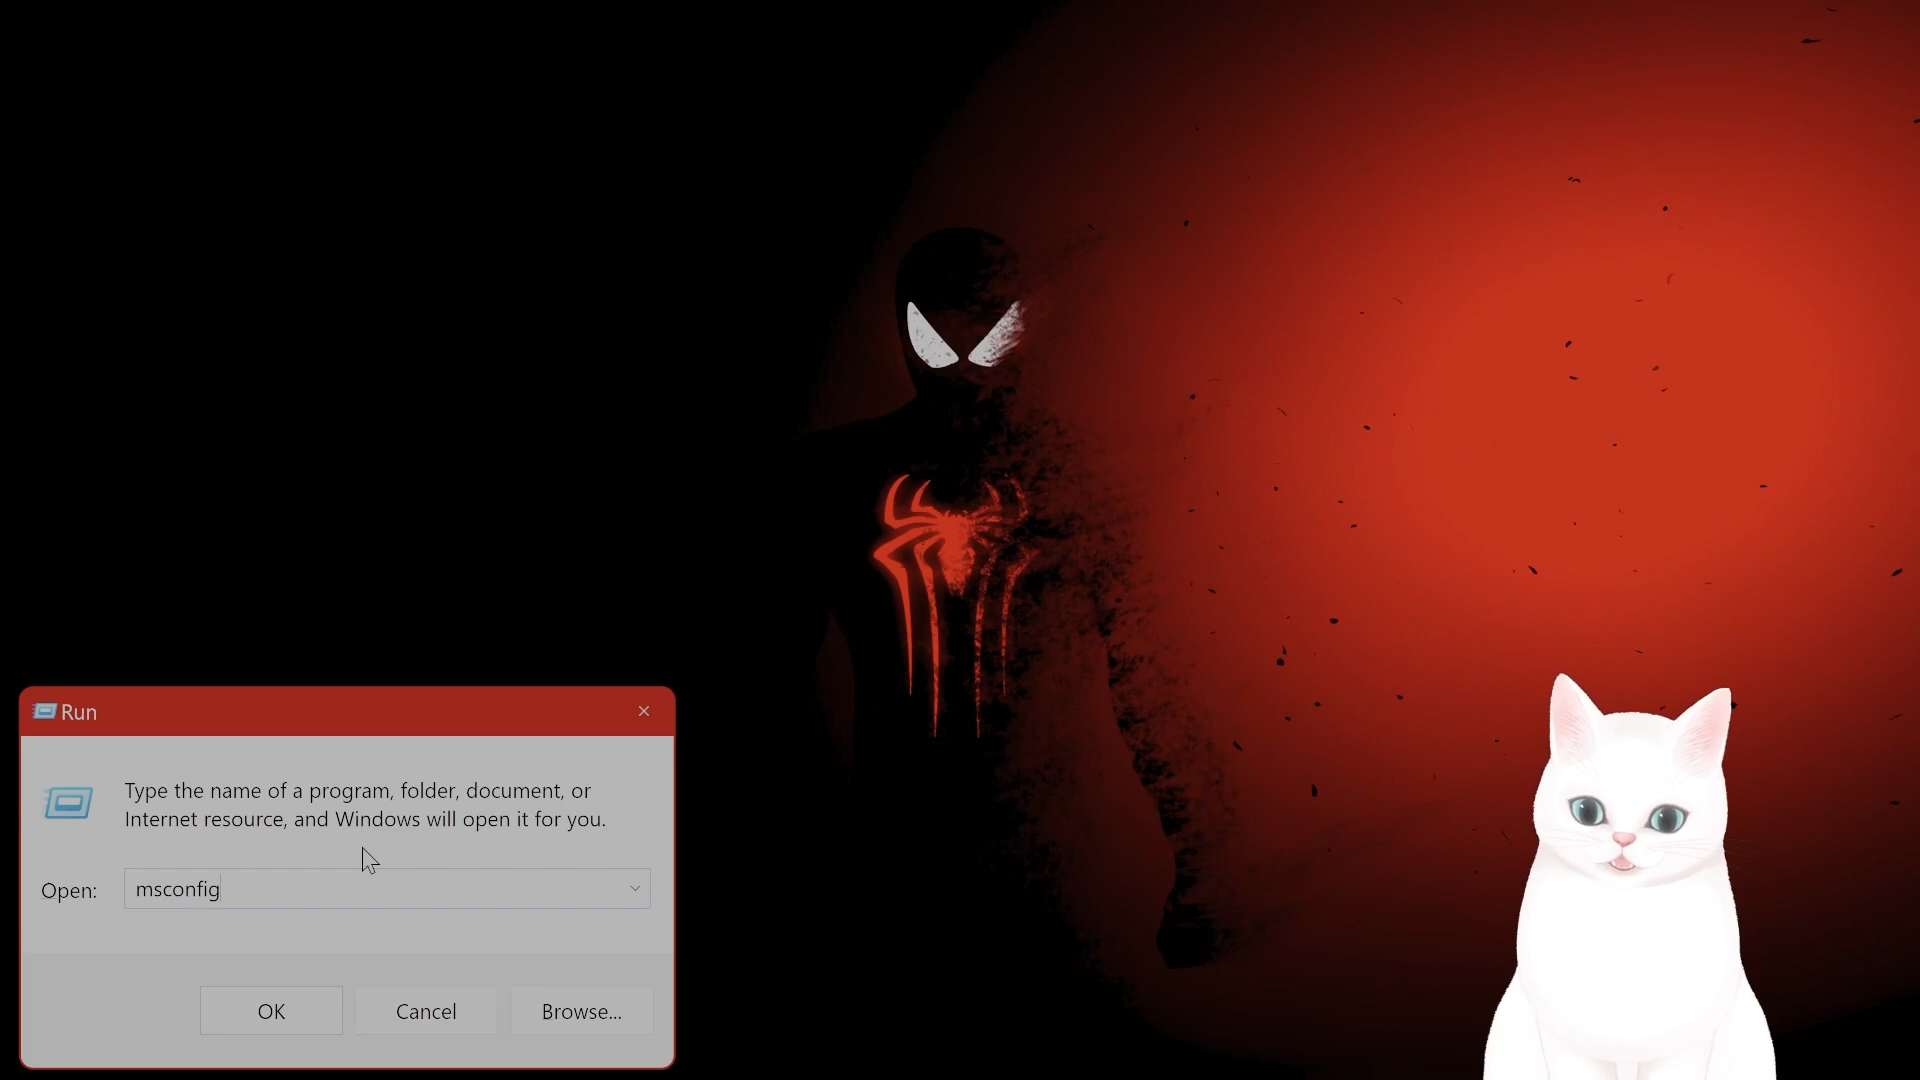 Run
Type the name of a program, folder, document, or
Internet resource, and Windows will open it for you.
Open: msconfig
OK Cancel Browse...